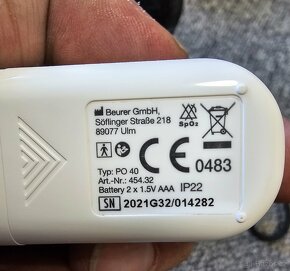 Beurer GmbH,
Söflinger Straße 218
89077 Ulm
SpO₂
CE 0483
Typ: PO 40
Art.-Nr.: 454.32
Battery 2 x 1.5V AAA IP22
SN 2021G32/014282